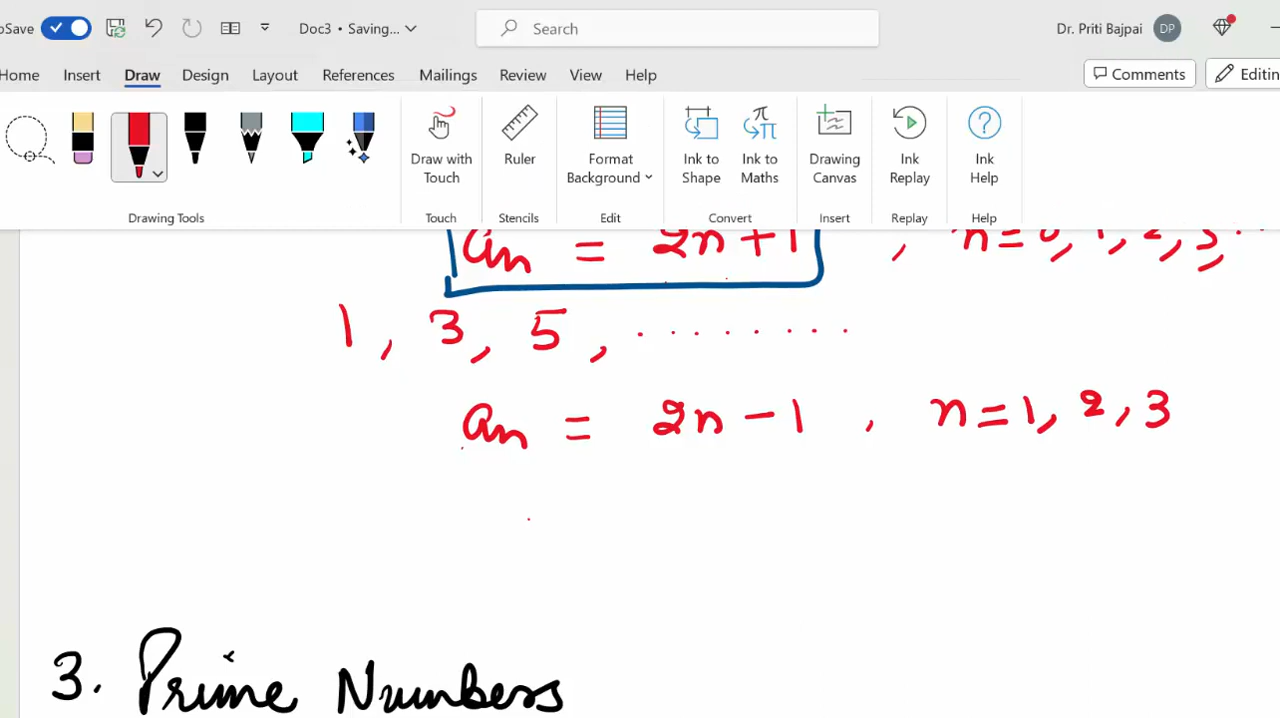 oSave Doc3 • Saving... Search Dr. Priti Bajpai DP
Home Insert Draw Design Layout References Mailings Review View Help Comments Editin
Draw with Touch Ruler Format Background Ink to Shape Ink to Maths Drawing Canvas Ink Replay Ink Help
Drawing Tools Touch Stencils Edit Convert Insert Replay Help
an = 2n+1 , n=0, 1, 2, 3, ...
1, 3, 5, .........
an = 2n-1 , n=1, 2, 3
3. Prime Numbers